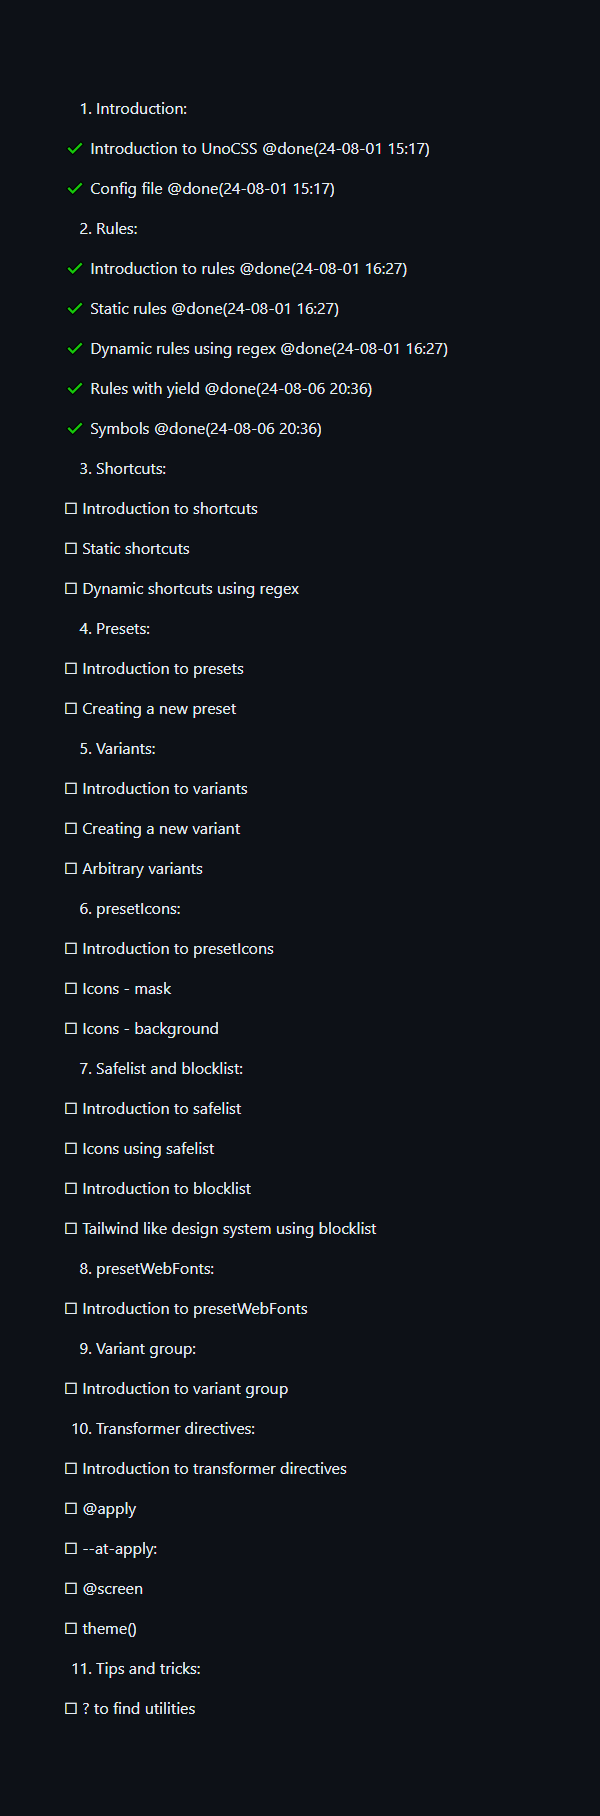 1. Introduction:
✓ Introduction to UnoCSS @done(24-08-01 15:17)
✓ Config file @done(24-08-01 15:17)
2. Rules:
✓ Introduction to rules @done(24-08-01 16:27)
✓ Static rules @done(24-08-01 16:27)
✓ Dynamic rules using regex @done(24-08-01 16:27)
✓ Rules with yield @done(24-08-06 20:36)
✓ Symbols @done(24-08-06 20:36)
3. Shortcuts:
☐ Introduction to shortcuts
☐ Static shortcuts
☐ Dynamic shortcuts using regex
4. Presets:
☐ Introduction to presets
☐ Creating a new preset
5. Variants:
☐ Introduction to variants
☐ Creating a new variant
☐ Arbitrary variants
6. presetIcons:
☐ Introduction to presetIcons
☐ Icons - mask
☐ Icons - background
7. Safelist and blocklist:
☐ Introduction to safelist
☐ Icons using safelist
☐ Introduction to blocklist
☐ Tailwind like design system using blocklist
8. presetWebFonts:
☐ Introduction to presetWebFonts
9. Variant group:
☐ Introduction to variant group
10. Transformer directives:
☐ Introduction to transformer directives
☐ @apply
☐ --at-apply:
☐ @screen
☐ theme()
11. Tips and tricks:
☐ ? to find utilities